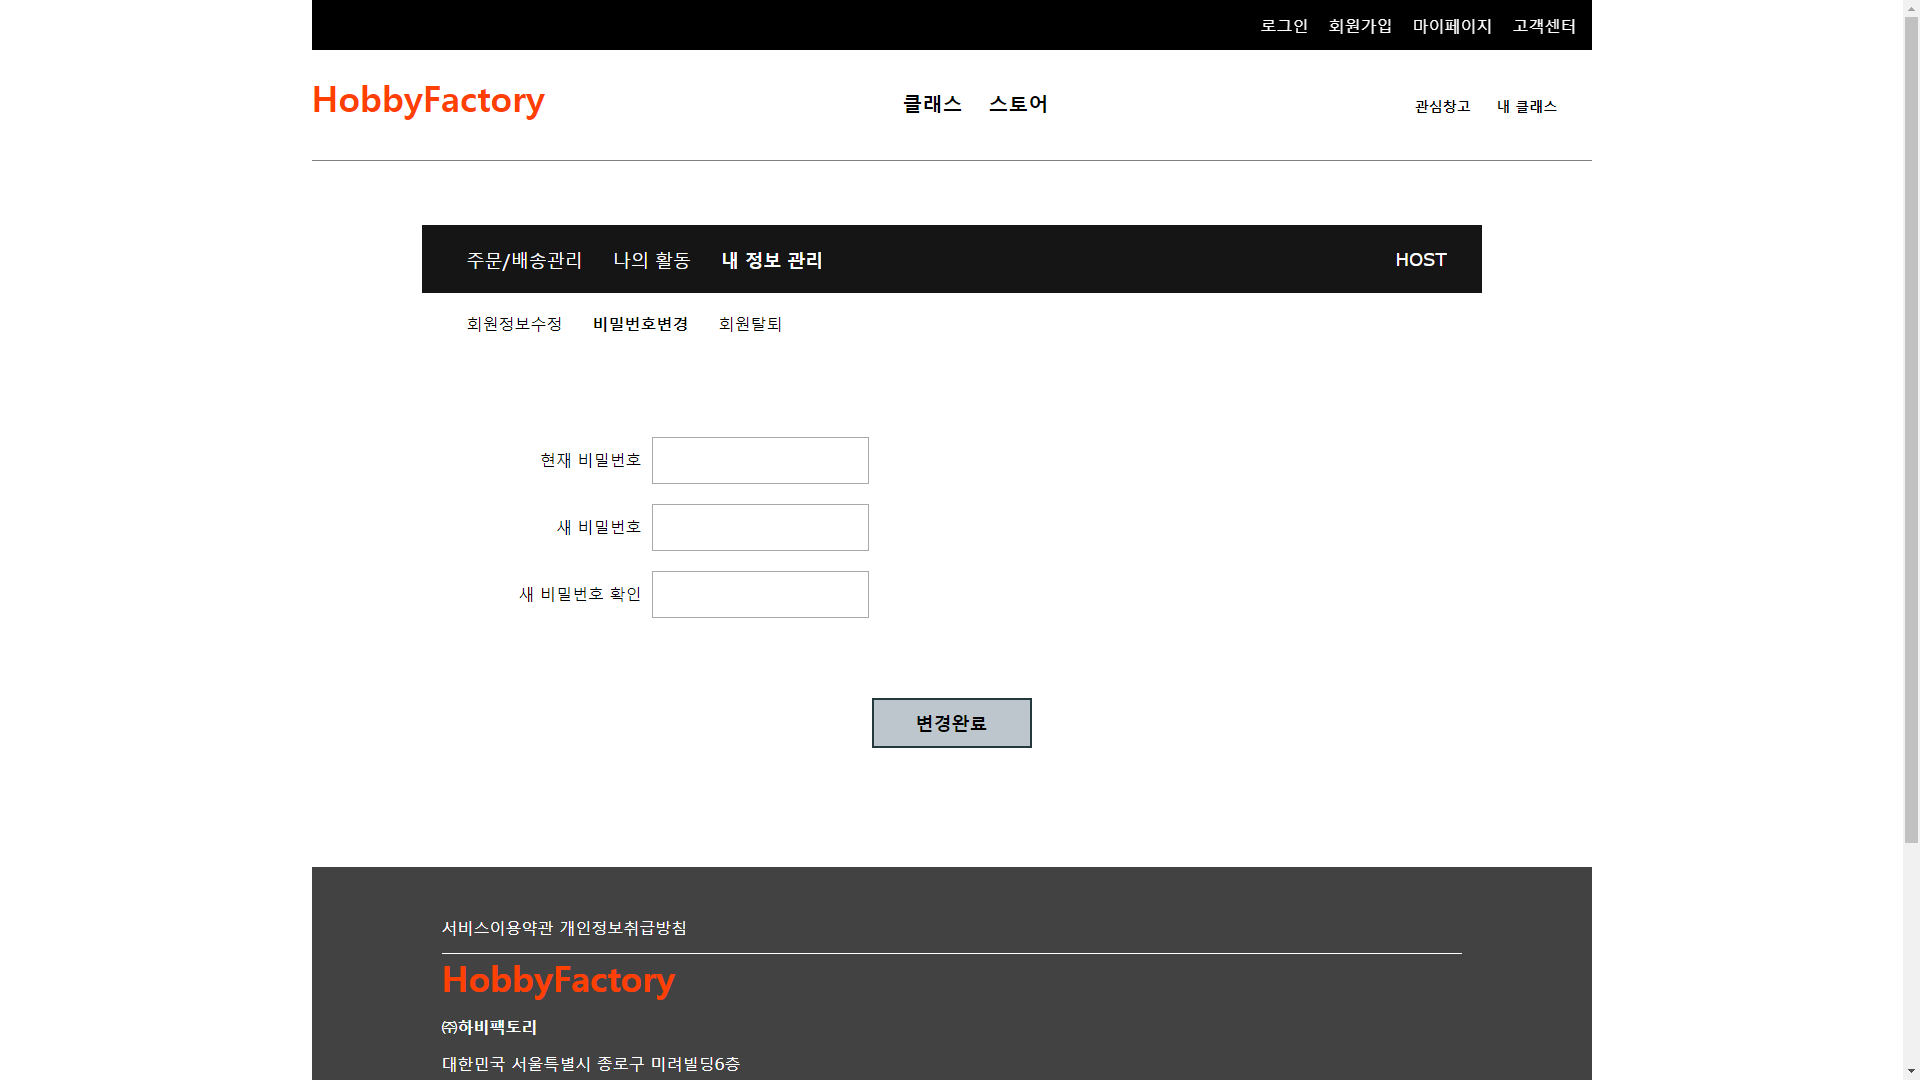 로그인 회원가입 마이페이지 고객센터
HobbyFactory 클래스 스토어 관심창고 내 클래스
주문/배송관리 나의 활동 내 정보 관리 HOST
회원정보수정 비밀번호변경 회원탈퇴
현재 비밀번호
새 비밀번호
새 비밀번호 확인
변경완료
서비스이용약관 개인정보취급방침
HobbyFactory
㈜하비팩토리
대한민국 서울특별시 종로구 미려빌딩6층